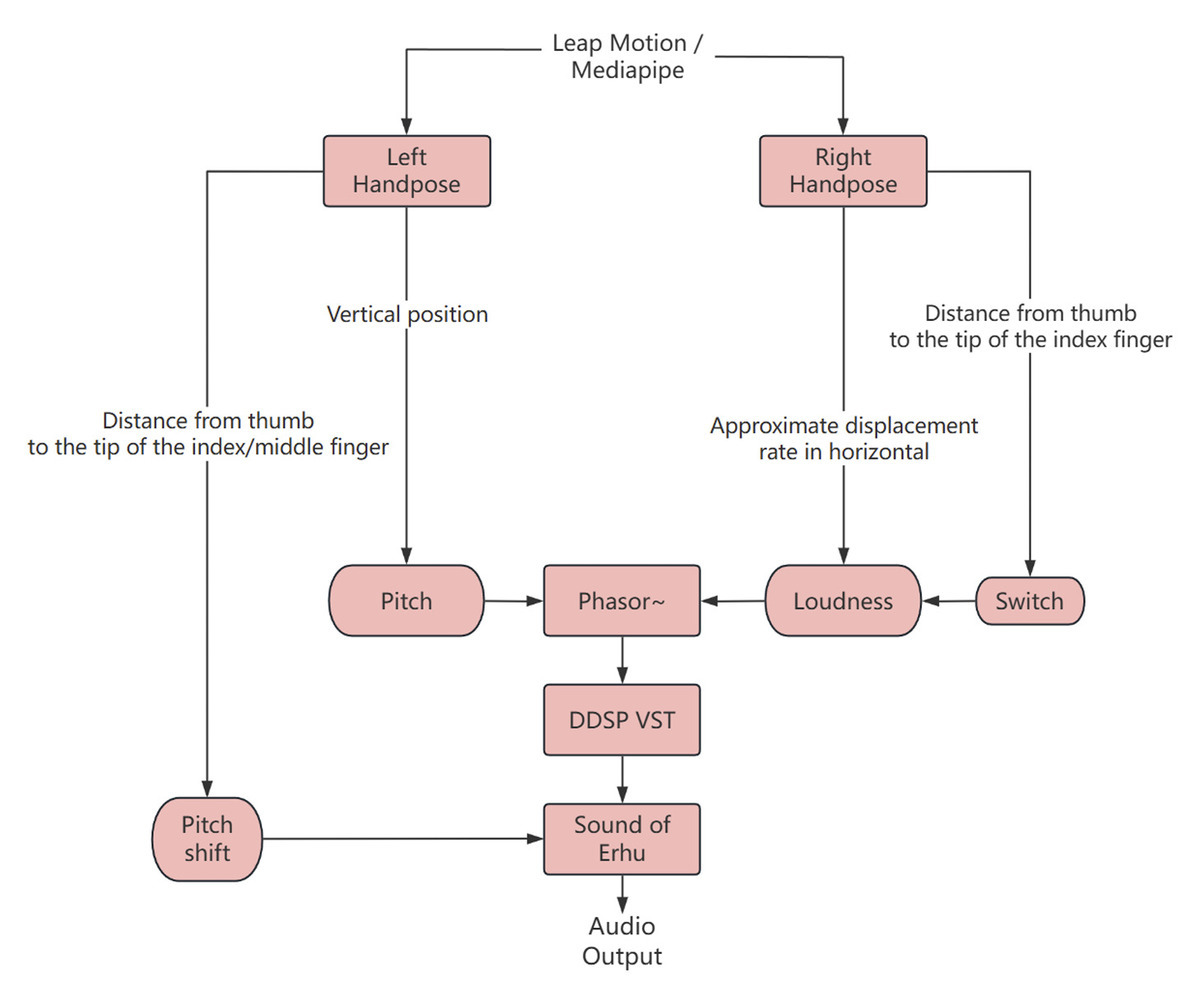 Leap Motion /
Mediapipe
Left
Handpose
Right
Handpose
Vertical position
Distance from thumb
to the tip of the index finger
Distance from thumb
to the tip of the index/middle finger
Approximate displacement
rate in horizontal
Pitch
Phasor~
Loudness
Switch
DDSP VST
Pitch
shift
Sound of
Erhu
Audio
Output